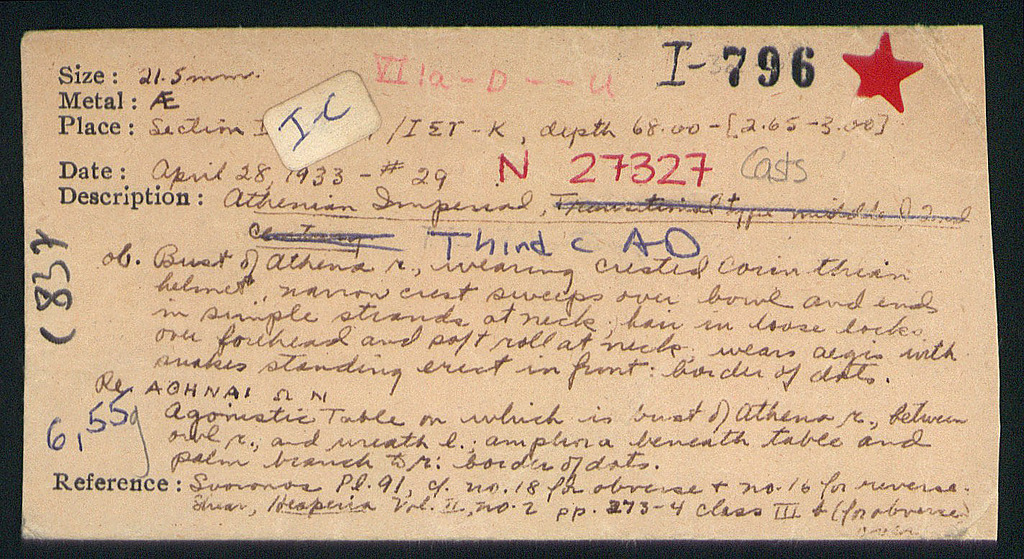 VI 1a - D - - - U
I-796
Size: 21.5 mm.
Metal: Æ
I-C
Place: Section I /ΙΣΤ-Κ, depth 68.00-[2.65-3.00]
Date: April 28, 1933 - #29
N 27327
Casts
Description: Athenian Imperial, Transitional type middle 2nd
Century Third c AD
ob. Bust of Athena r., wearing crested Corinthian
helmet, narrow crest sweeps over bowl and ends
in simple strands at neck; hair in loose locks
over forehead and soft roll at neck; wears aegis with
snakes standing erect in front: border of dots.
Re ΑΘΗΝΑΙΩΝ
Agonistic Table on which is bust of Athena r., between
owl r., and wreath l.; amphora beneath table and
palm branch to r: border of dots.
6,55g
(837
Reference: Svoronos Pl. 91, cf. no. 18 for obverse + no. 16 for reverse.
Shear, Hesperia Vol. II, no. 2 pp. 273-4 class III b (for obverse)